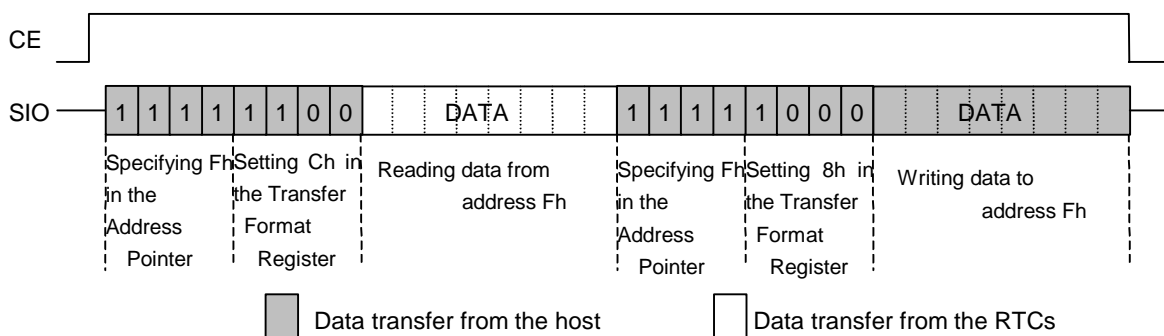 CE
SIO 1 1 1 1 1 1 0 0 DATA 1 1 1 1 1 0 0 0 DATA
Specifying Fh
in the
Address
Pointer
Setting Ch in
the Transfer
Format
Register
Reading data from
address Fh
Specifying Fh
in the
Address
Pointer
Setting 8h in
the Transfer
Format
Register
Writing data to
address Fh
Data transfer from the host
Data transfer from the RTCs